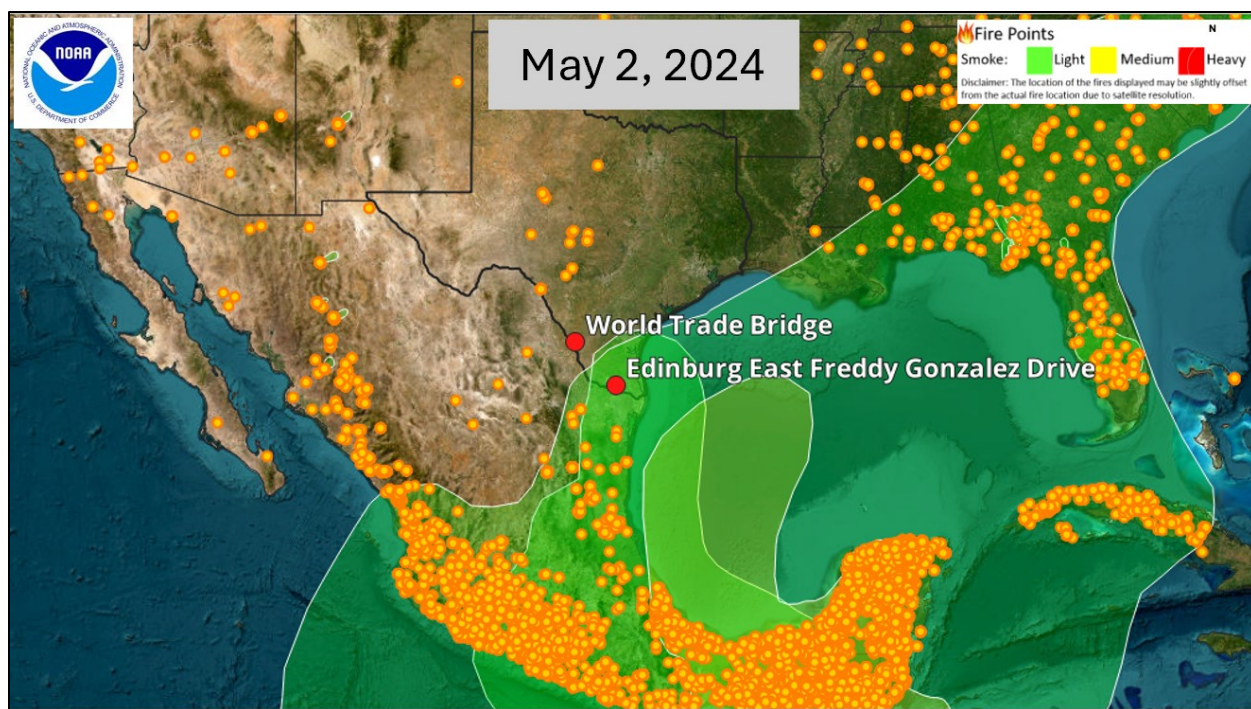 NATIONAL OCEANIC AND ATMOSPHERIC ADMINISTRATION
NOAA
U.S. DEPARTMENT OF COMMERCE
May 2, 2024
Fire Points
N
Smoke: Light Medium Heavy
Disclaimer: The location of the fires displayed may be slightly offset
from the actual fire location due to satellite resolution.
World Trade Bridge
Edinburg East Freddy Gonzalez Drive